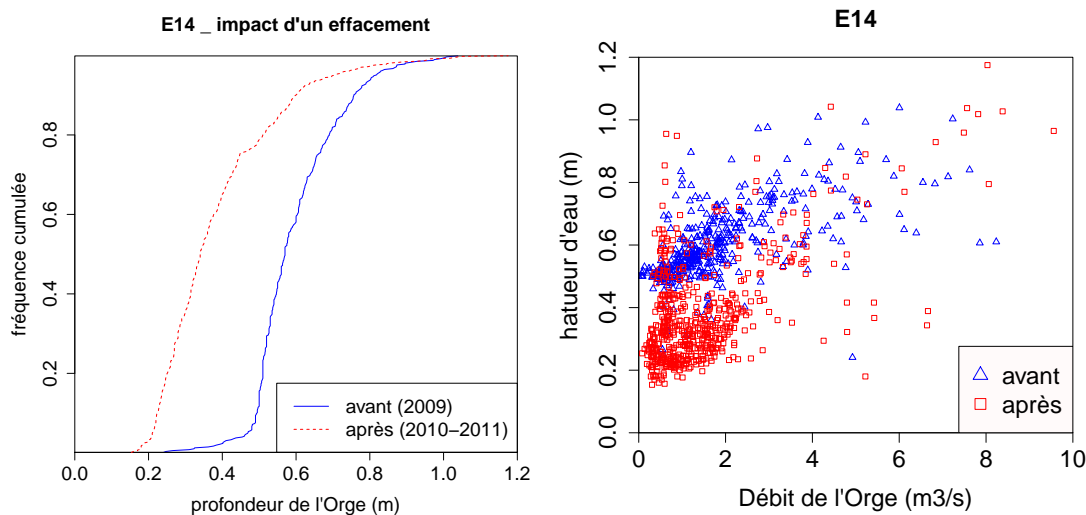 E14 _ impact d'un effacement
fréquence cumulée
0.8
0.6
0.4
0.2
avant (2009)
après (2010−2011)
0.0 0.2 0.4 0.6 0.8 1.0 1.2
profondeur de l'Orge (m)
E14
hatueur d'eau (m)
1.2
1.0
0.8
0.6
0.4
0.2
0.0
avant
après
0 2 4 6 8 10
Débit de l'Orge (m3/s)